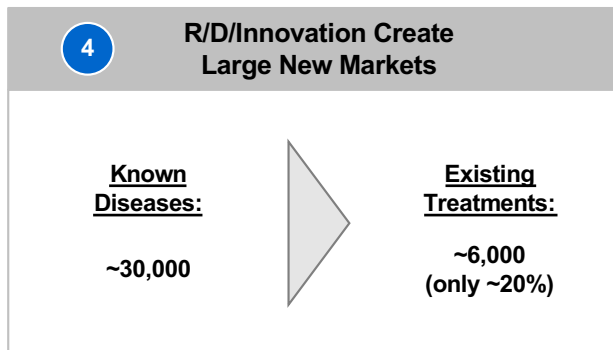 4
R/D/Innovation Create
Large New Markets
Known
Diseases:
~30,000
Existing
Treatments:
~6,000
(only ~20%)